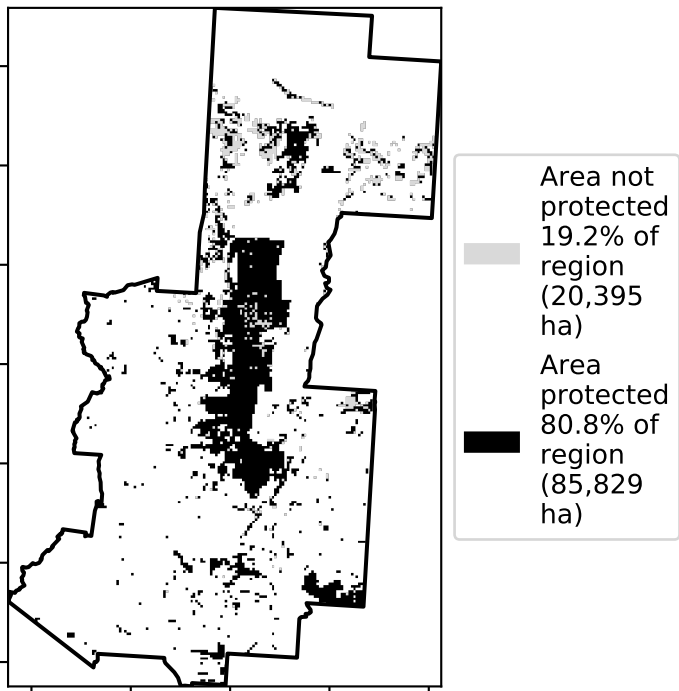 Area not
protected
19.2% of
region
(20,395
ha)
Area
protected
80.8% of
region
(85,829
ha)